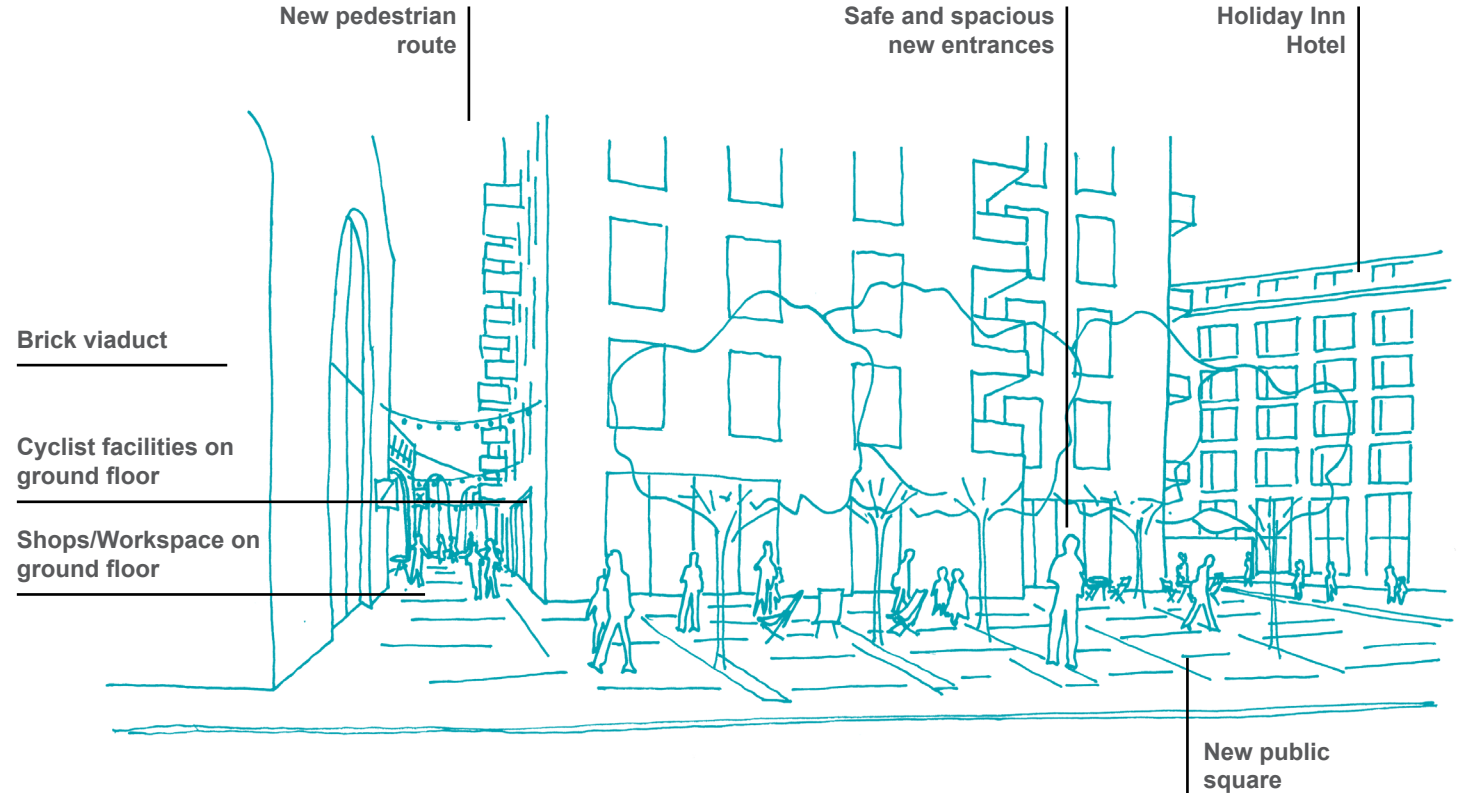 New pedestrian
route
Safe and spacious
new entrances
Holiday Inn
Hotel
Brick viaduct
Cyclist facilities on
ground floor
Shops/Workspace on
ground floor
New public
square